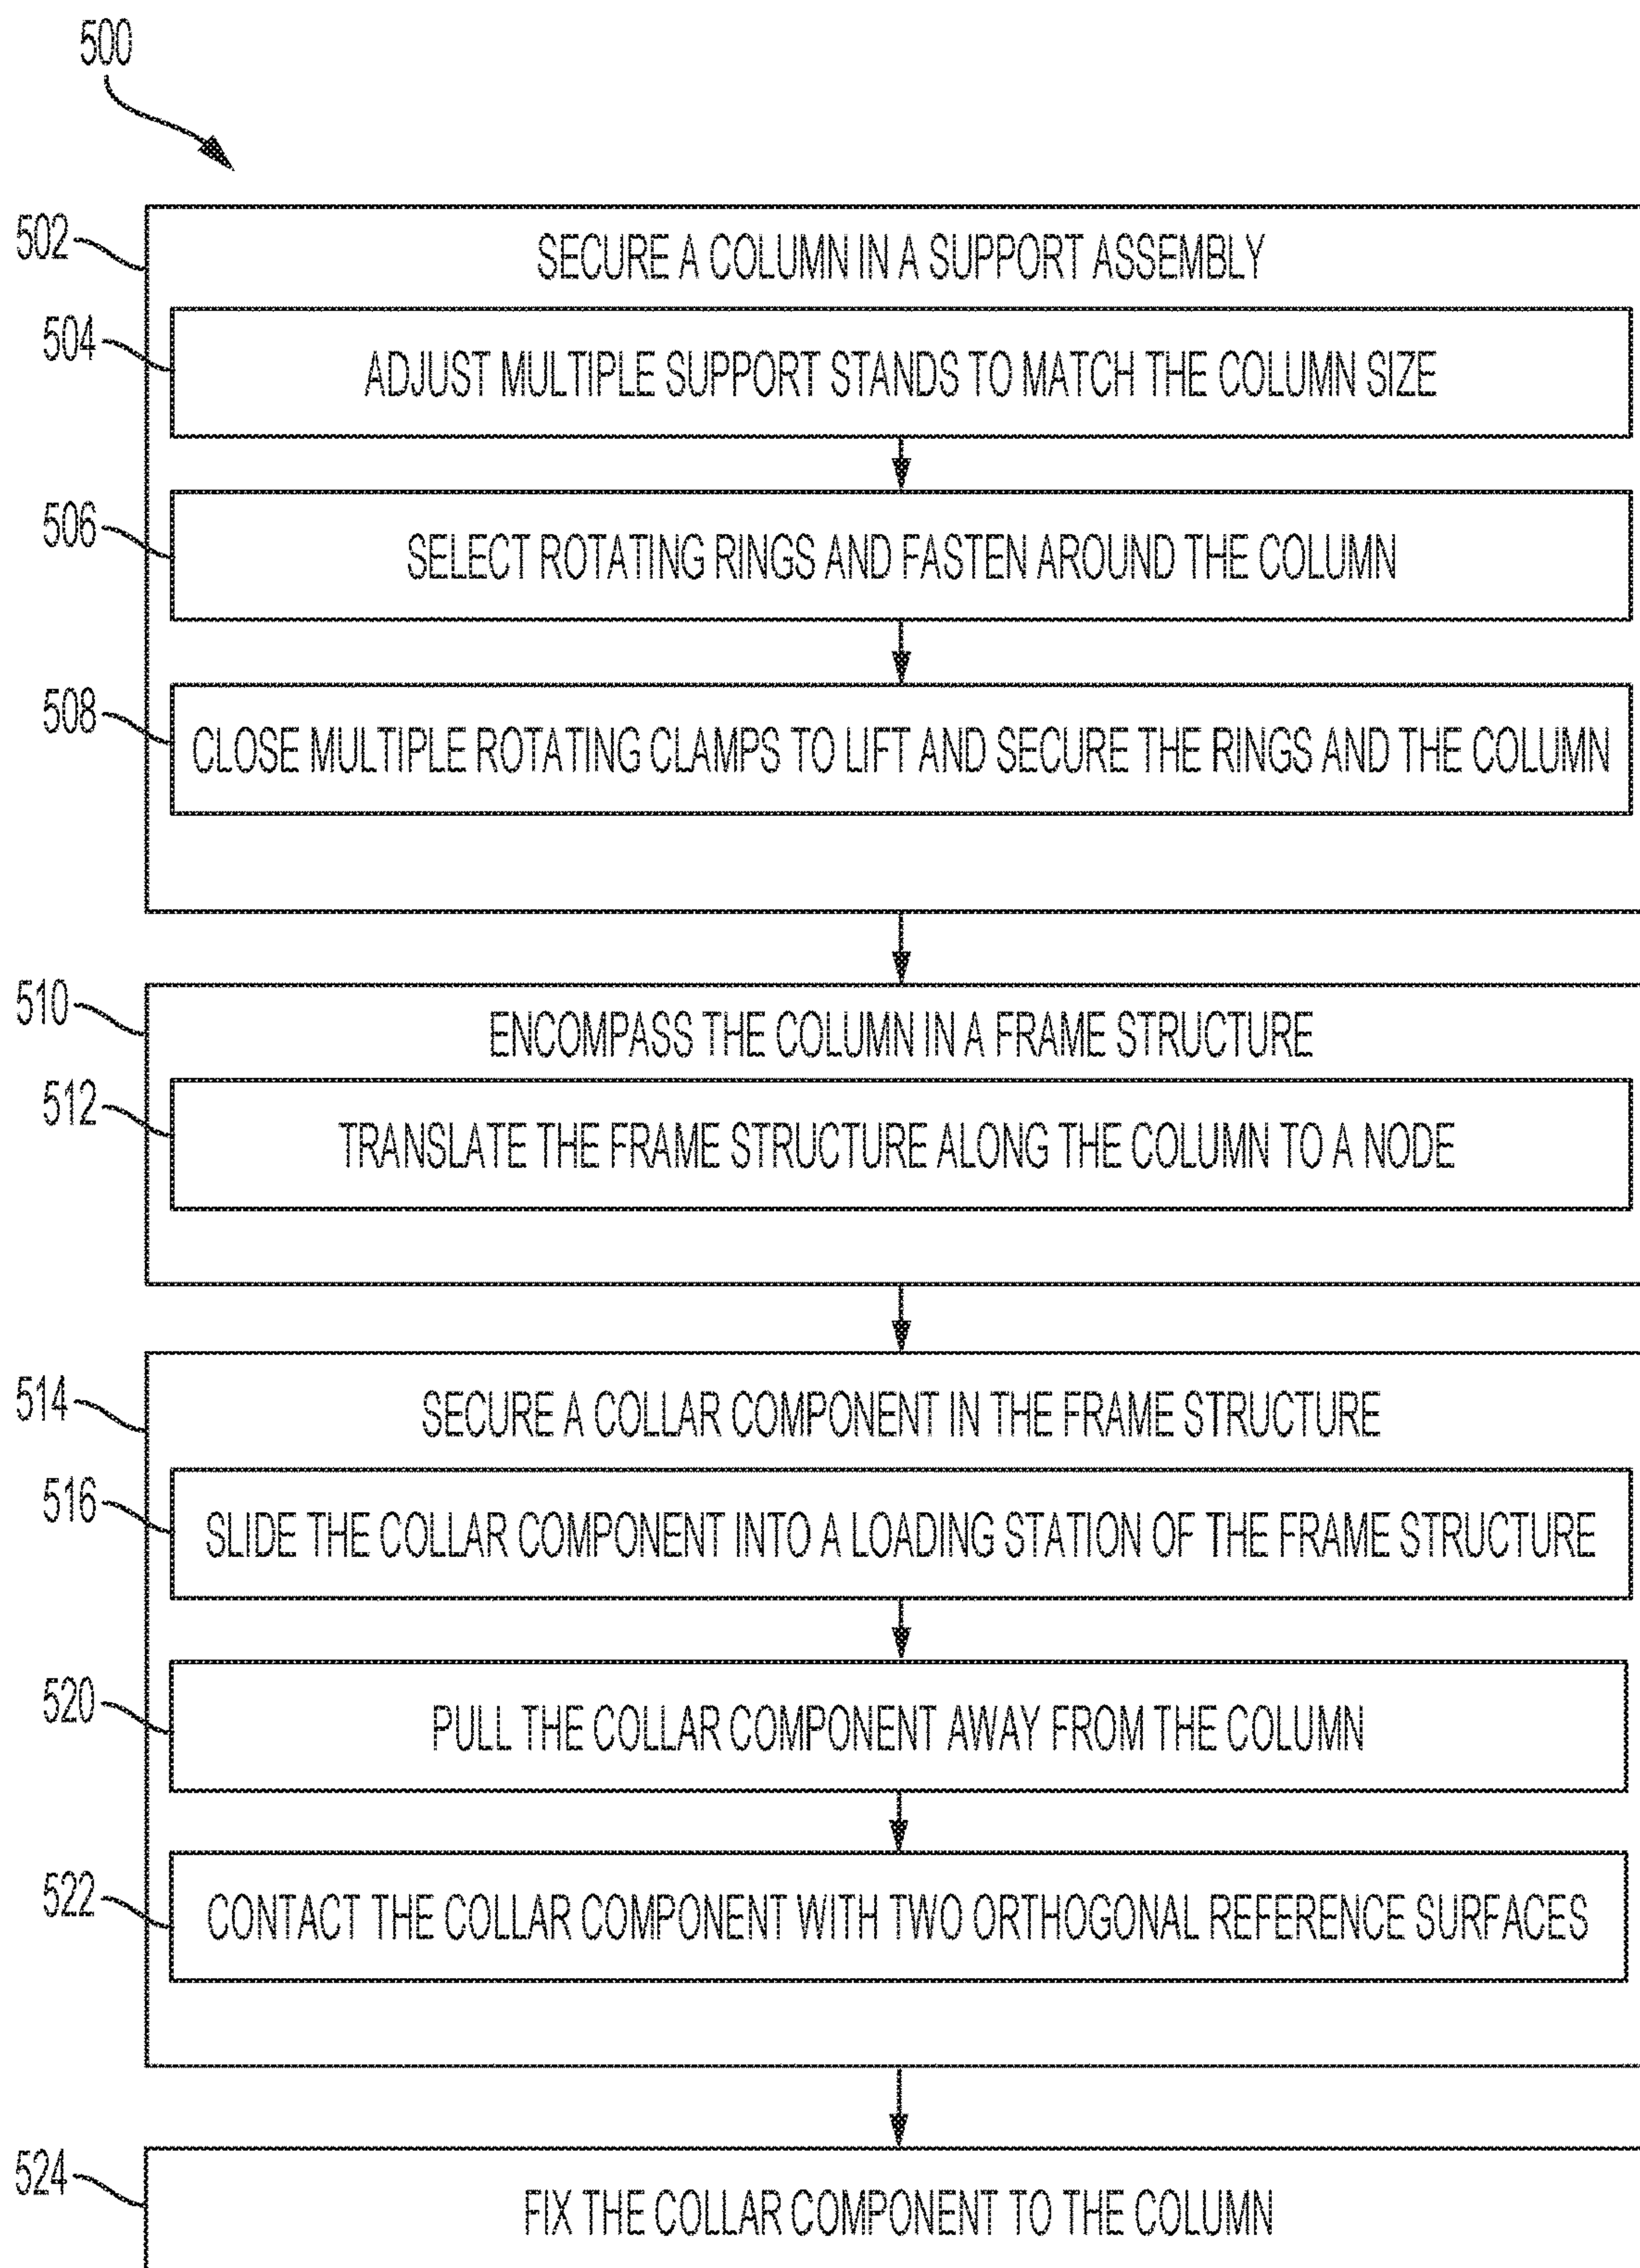 500
502
SECURE A COLUMN IN A SUPPORT ASSEMBLY
504
ADJUST MULTIPLE SUPPORT STANDS TO MATCH THE COLUMN SIZE
506
SELECT ROTATING RINGS AND FASTEN AROUND THE COLUMN
508
CLOSE MULTIPLE ROTATING CLAMPS TO LIFT AND SECURE THE RINGS AND THE COLUMN
510
ENCOMPASS THE COLUMN IN A FRAME STRUCTURE
512
TRANSLATE THE FRAME STRUCTURE ALONG THE COLUMN TO A NODE
514
SECURE A COLLAR COMPONENT IN THE FRAME STRUCTURE
516
SLIDE THE COLLAR COMPONENT INTO A LOADING STATION OF THE FRAME STRUCTURE
520
PULL THE COLLAR COMPONENT AWAY FROM THE COLUMN
522
CONTACT THE COLLAR COMPONENT WITH TWO ORTHOGONAL REFERENCE SURFACES
524
FIX THE COLLAR COMPONENT TO THE COLUMN